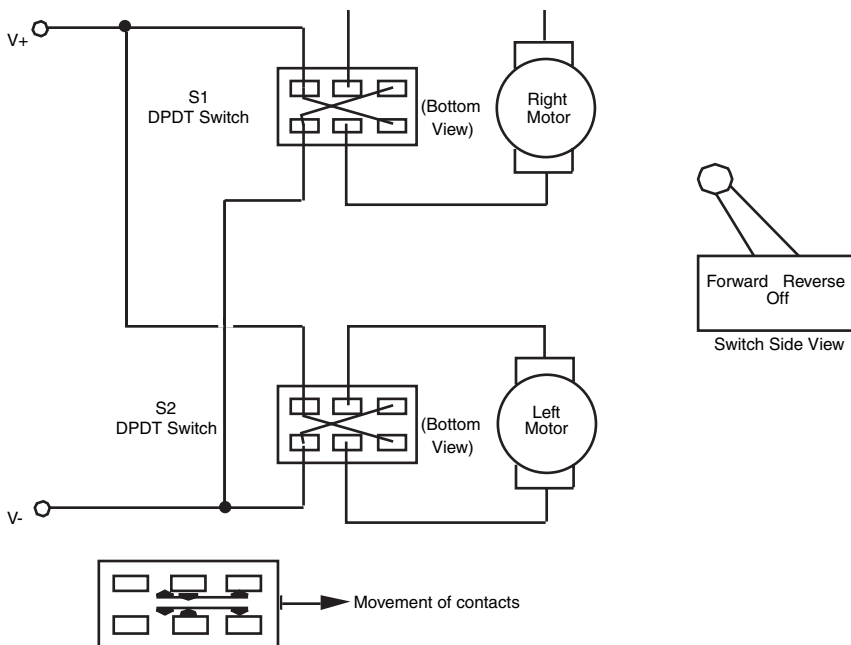 V+
S1
DPDT Switch
(Bottom
View)
Right
Motor
Forward Reverse
Off
Switch Side View
S2
DPDT Switch
(Bottom
View)
Left
Motor
V-
Movement of contacts